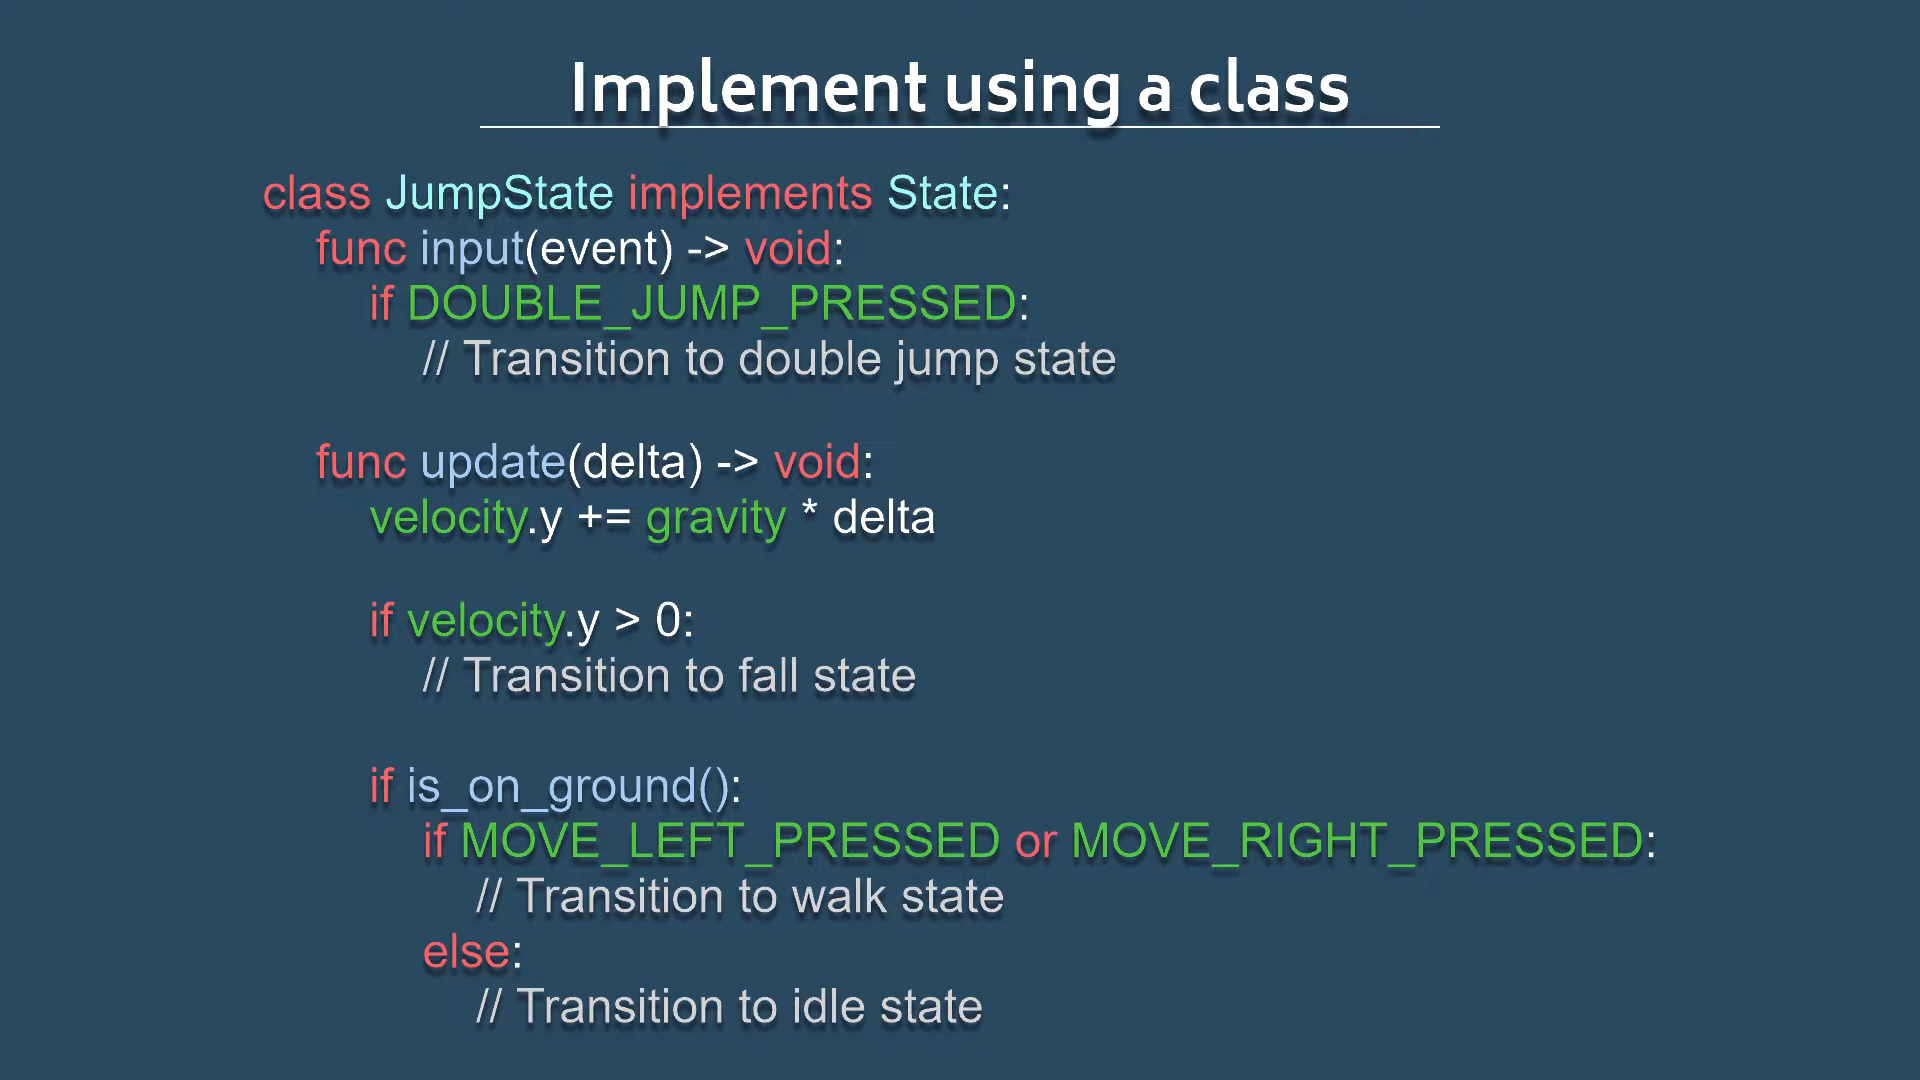 Implement using a class
class JumpState implements State:
func input(event) -> void:
if DOUBLE_JUMP_PRESSED:
// Transition to double jump state
func update(delta) -> void:
velocity.y += gravity * delta
if velocity.y > 0:
// Transition to fall state
if is_on_ground():
if MOVE_LEFT_PRESSED or MOVE_RIGHT_PRESSED:
// Transition to walk state
else:
// Transition to idle state